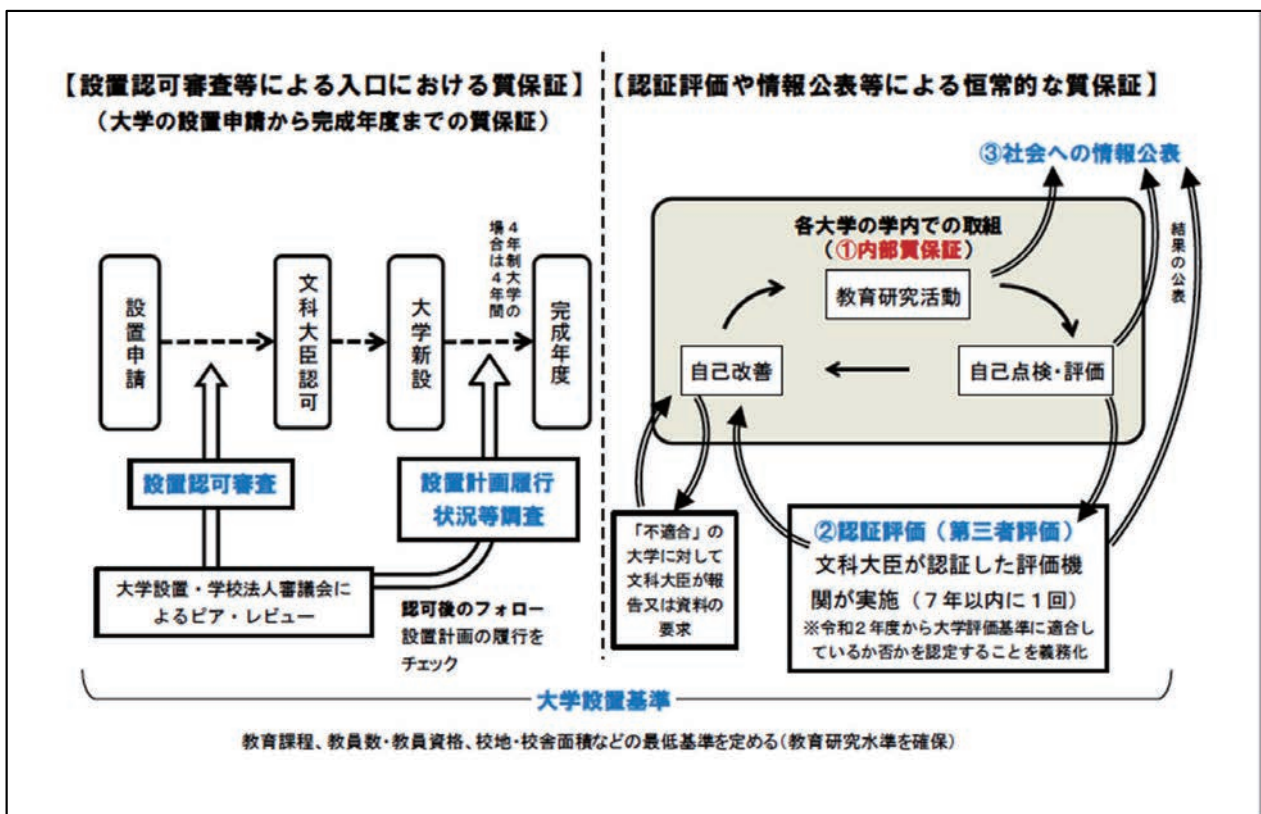 【設置認可審査等による入口における質保証】
（大学の設置申請から完成年度までの質保証）
設置申請
文科大臣認可
大学新設
4年制大学の
場合は4年間
完成年度
設置認可審査
設置計画履行
状況等調査
大学設置・学校法人審議会に
よるピア・レビュー
認可後のフォロー
設置計画の履行を
チェック
【認証評価や情報公表等による恒常的な質保証】
③社会への情報公表
各大学の学内での取組
（①内部質保証）
教育研究活動
自己改善
自己点検・評価
結果の公表
「不適合」の
大学に対して
文科大臣が報
告又は資料の
要求
②認証評価（第三者評価）
文科大臣が認証した評価機
関が実施（７年以内に１回）
※令和２年度から大学評価基準に適合し
ているか否かを認定することを義務化
大学設置基準
教育課程、教員数・教員資格、校地・校舎面積などの最低基準を定める（教育研究水準を確保）